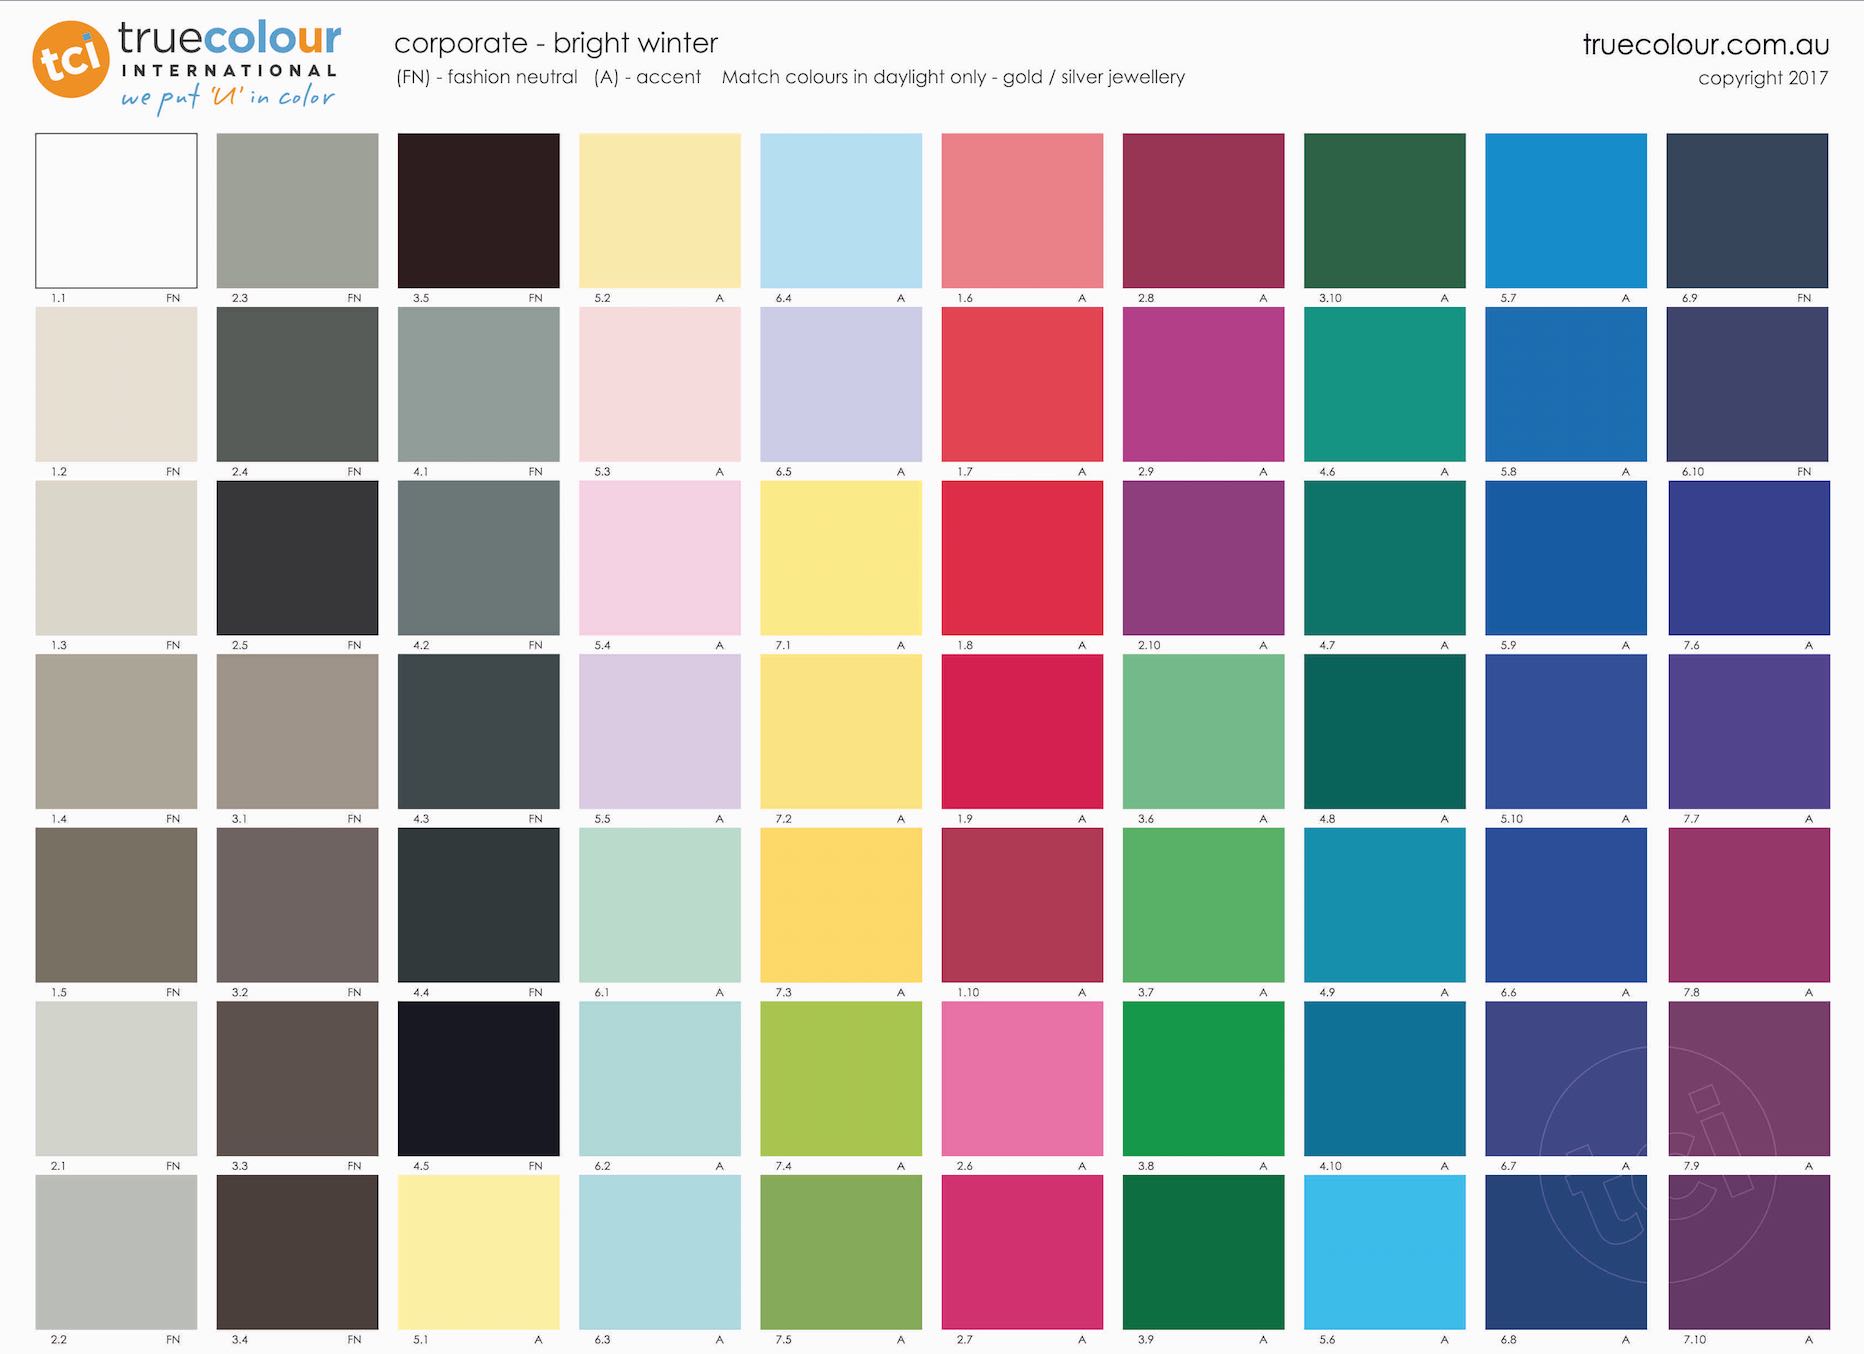 tci truecolour
INTERNATIONAL
we put 'U' in color
corporate - bright winter
(FN) - fashion neutral (A) - accent Match colours in daylight only - gold / silver jewellery
truecolour.com.au
copyright 2017
1.1 FN 2.3 FN 3.5 FN 5.2 A 6.4 A 1.6 A 2.8 A 3.10 A 5.7 A 6.9 FN
1.2 FN 2.4 FN 4.1 FN 5.3 A 6.5 A 1.7 A 2.9 A 4.6 A 5.8 A 6.10 FN
1.3 FN 2.5 FN 4.2 FN 5.4 A 7.1 A 1.8 A 2.10 A 4.7 A 5.9 A 7.6 A
1.4 FN 3.1 FN 4.3 FN 5.5 A 7.2 A 1.9 A 3.6 A 4.8 A 5.10 A 7.7 A
1.5 FN 3.2 FN 4.4 FN 6.1 A 7.3 A 1.10 A 3.7 A 4.9 A 6.6 A 7.8 A
2.1 FN 3.3 FN 4.5 FN 6.2 A 7.4 A 2.6 A 3.8 A 4.10 A 6.7 A 7.9 A
tci
2.2 FN 3.4 FN 5.1 A 6.3 A 7.5 A 2.7 A 3.9 A 5.6 A 6.8 A 7.10 A